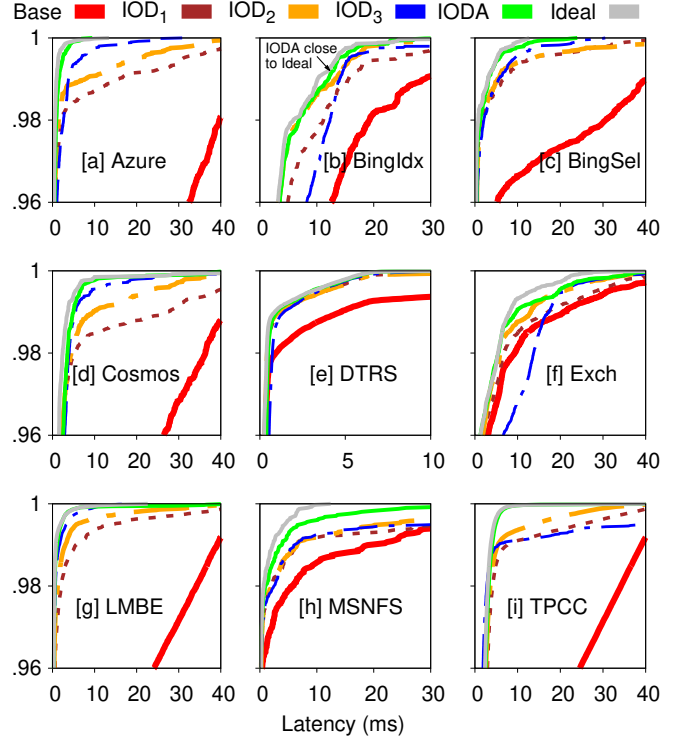 Base IOD1 IOD2 IOD3 IODA Ideal
1
.98
.96
IODA close
to Ideal
[a] Azure [b] BingIdx [c] BingSel
0 10 20 30 40 0 10 20 30 0 10 20 30 40
1
.98
.96
[d] Cosmos [e] DTRS [f] Exch
0 10 20 30 40 0 5 10 0 10 20 30 40
1
.98
.96
[g] LMBE [h] MSNFS [i] TPCC
0 10 20 30 40 0 10 20 30 0 10 20 30 40
Latency (ms)